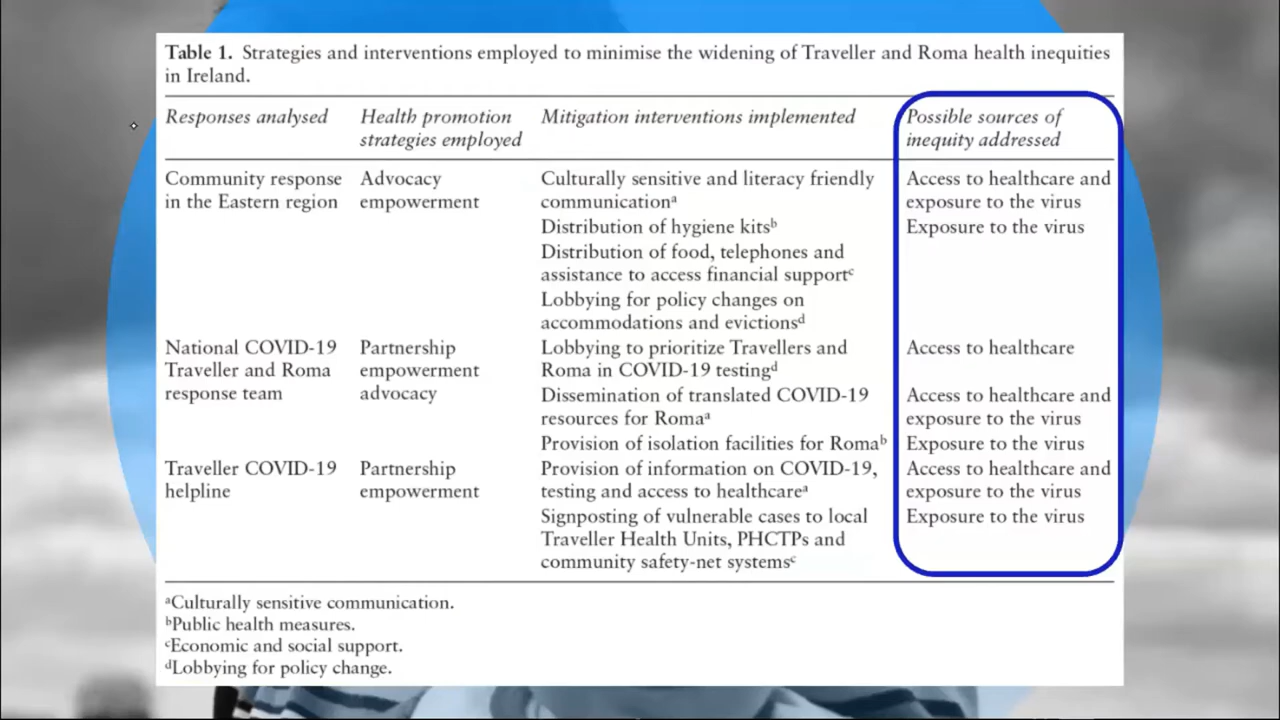 Table 1. Strategies and interventions employed to minimise the widening of Traveller and Roma health inequities
in Ireland.
Responses analysed
Health promotion
strategies employed
Mitigation interventions implemented
Possible sources of
inequity addressed
Community response
in the Eastern region
Advocacy
empowerment
Culturally sensitive and literacy friendly
communicationᵃ
Access to healthcare and
exposure to the virus
Distribution of hygiene kitsᵇ
Exposure to the virus
Distribution of food, telephones and
assistance to access financial supportᶜ
Lobbying for policy changes on
accommodations and evictionsᵈ
National COVID-19
Traveller and Roma
response team
Partnership
empowerment
advocacy
Lobbying to prioritize Travellers and
Roma in COVID-19 testingᵈ
Access to healthcare
Dissemination of translated COVID-19
resources for Romaᵃ
Access to healthcare and
exposure to the virus
Provision of isolation facilities for Romaᵇ
Exposure to the virus
Traveller COVID-19
helpline
Partnership
empowerment
Provision of information on COVID-19,
testing and access to healthcareᵃ
Access to healthcare and
exposure to the virus
Signposting of vulnerable cases to local
Traveller Health Units, PHCTPs and
community safety-net systemsᶜ
Exposure to the virus
ᵃCulturally sensitive communication.
ᵇPublic health measures.
ᶜEconomic and social support.
ᵈLobbying for policy change.